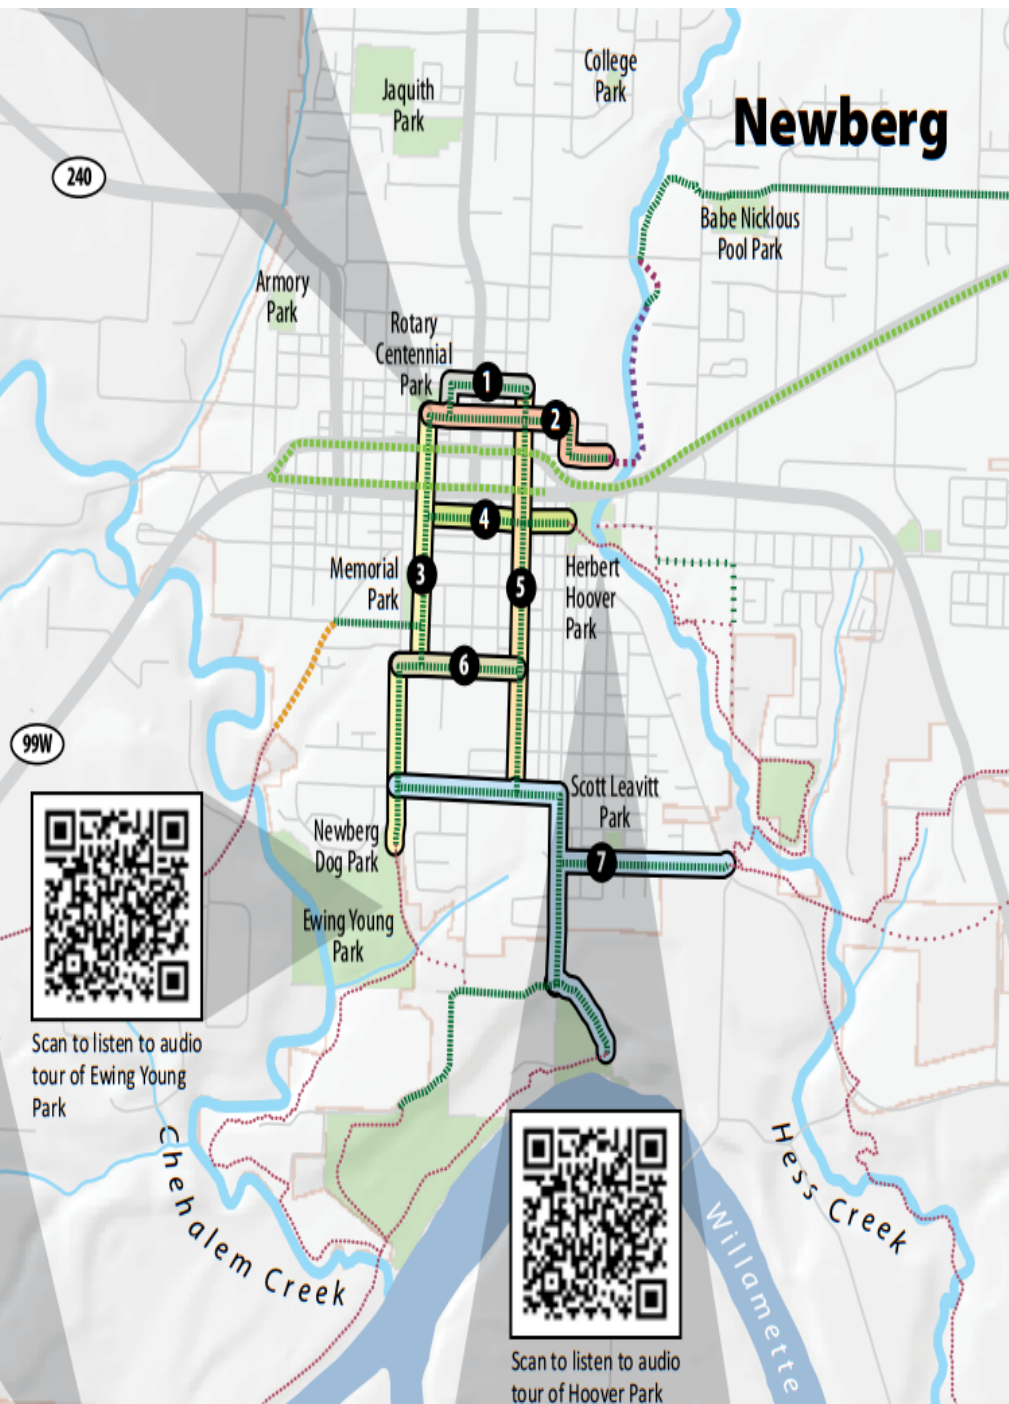 College
Park
Jaquith
Park
Newberg
240
Babe Nicklous
Pool Park
Armory
Park
Rotary
Centennial
Park
1
2
4
3
5
Memorial
Park
Herbert
Hoover
Park
6
99W
Scott Leavitt
Park
Newberg
Dog Park
7
Ewing Young
Park
Scan to listen to audio
tour of Ewing Young
Park
Chehalem Creek
Hess Creek
Willamette
Scan to listen to audio
tour of Hoover Park